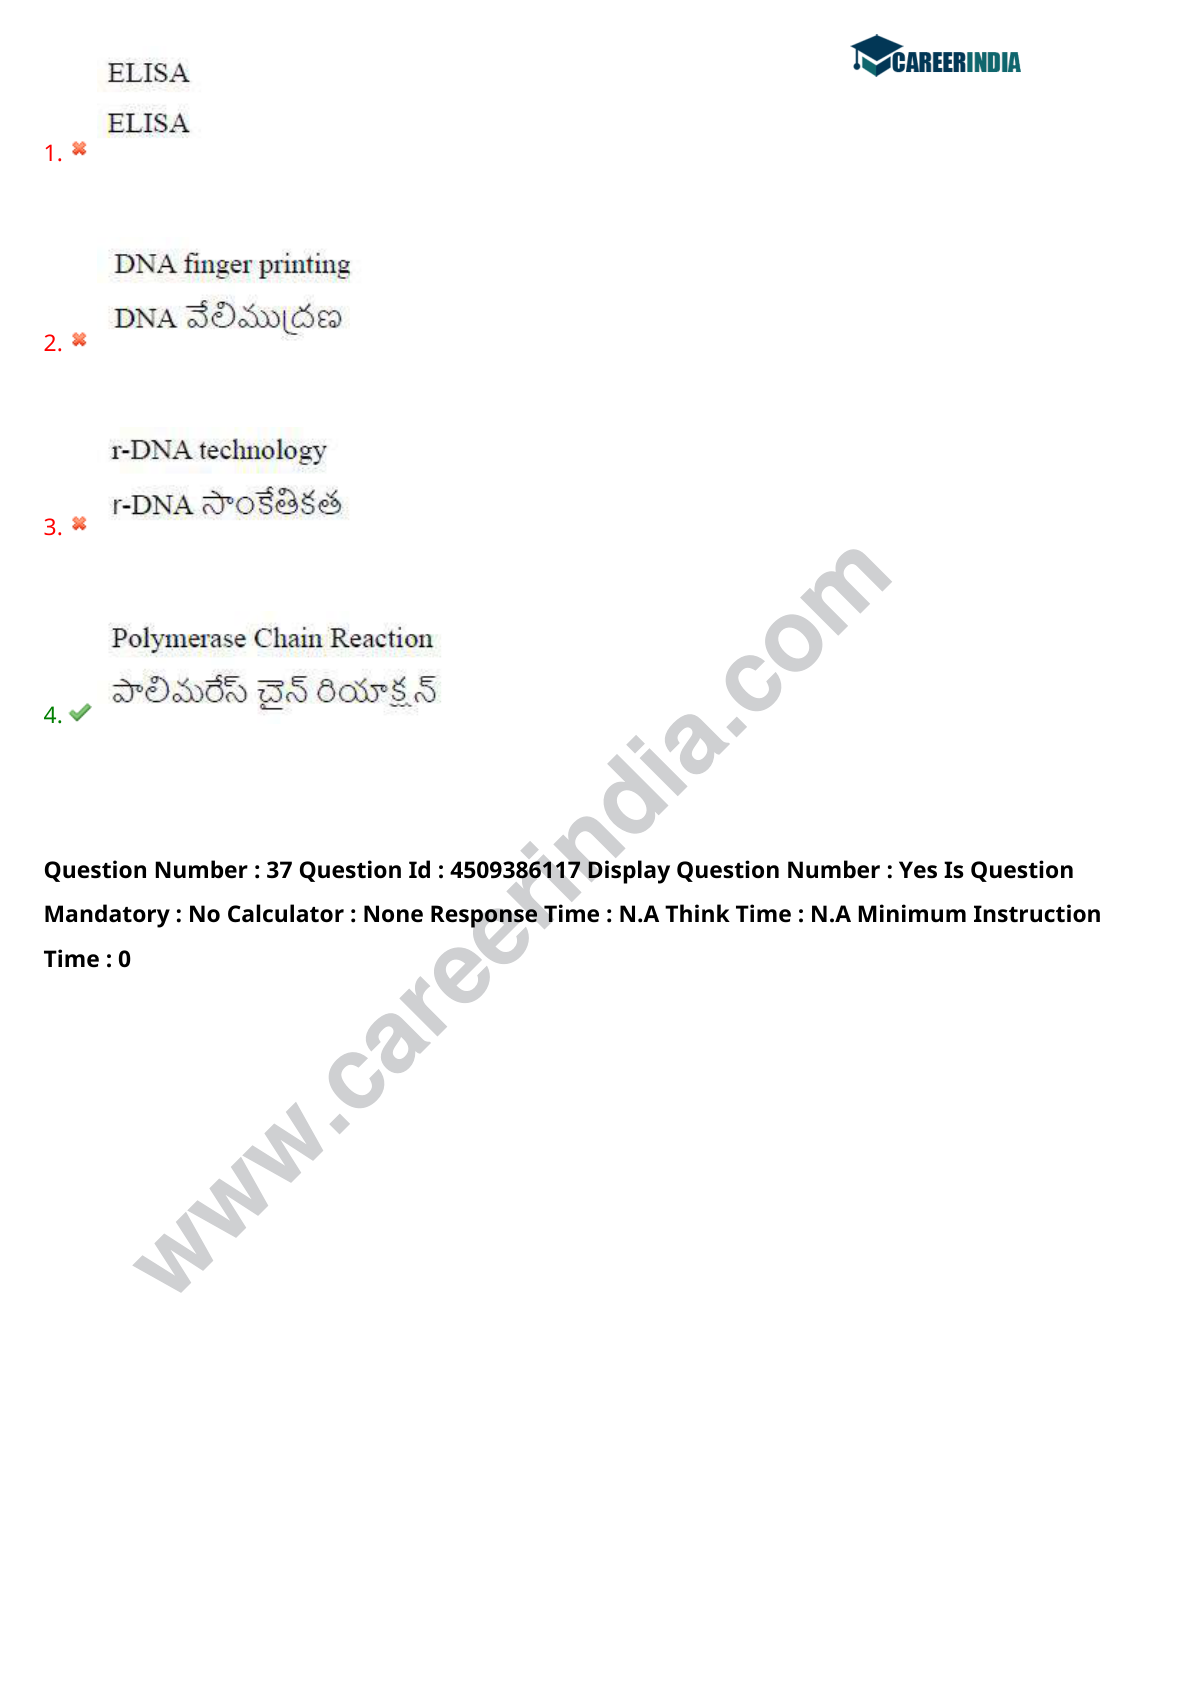 CAREERINDIA
ELISA
ELISA
1.
DNA finger printing
DNA వేలిముద్రణ
2.
r-DNA technology
r-DNA సాంకేతికత
3.
Polymerase Chain Reaction
పాలిమరేస్ చైన్ రియాక్షన్
4.
www.careerindia.com
Question Number : 37 Question Id : 4509386117 Display Question Number : Yes Is Question
Mandatory : No Calculator : None Response Time : N.A Think Time : N.A Minimum Instruction
Time : 0